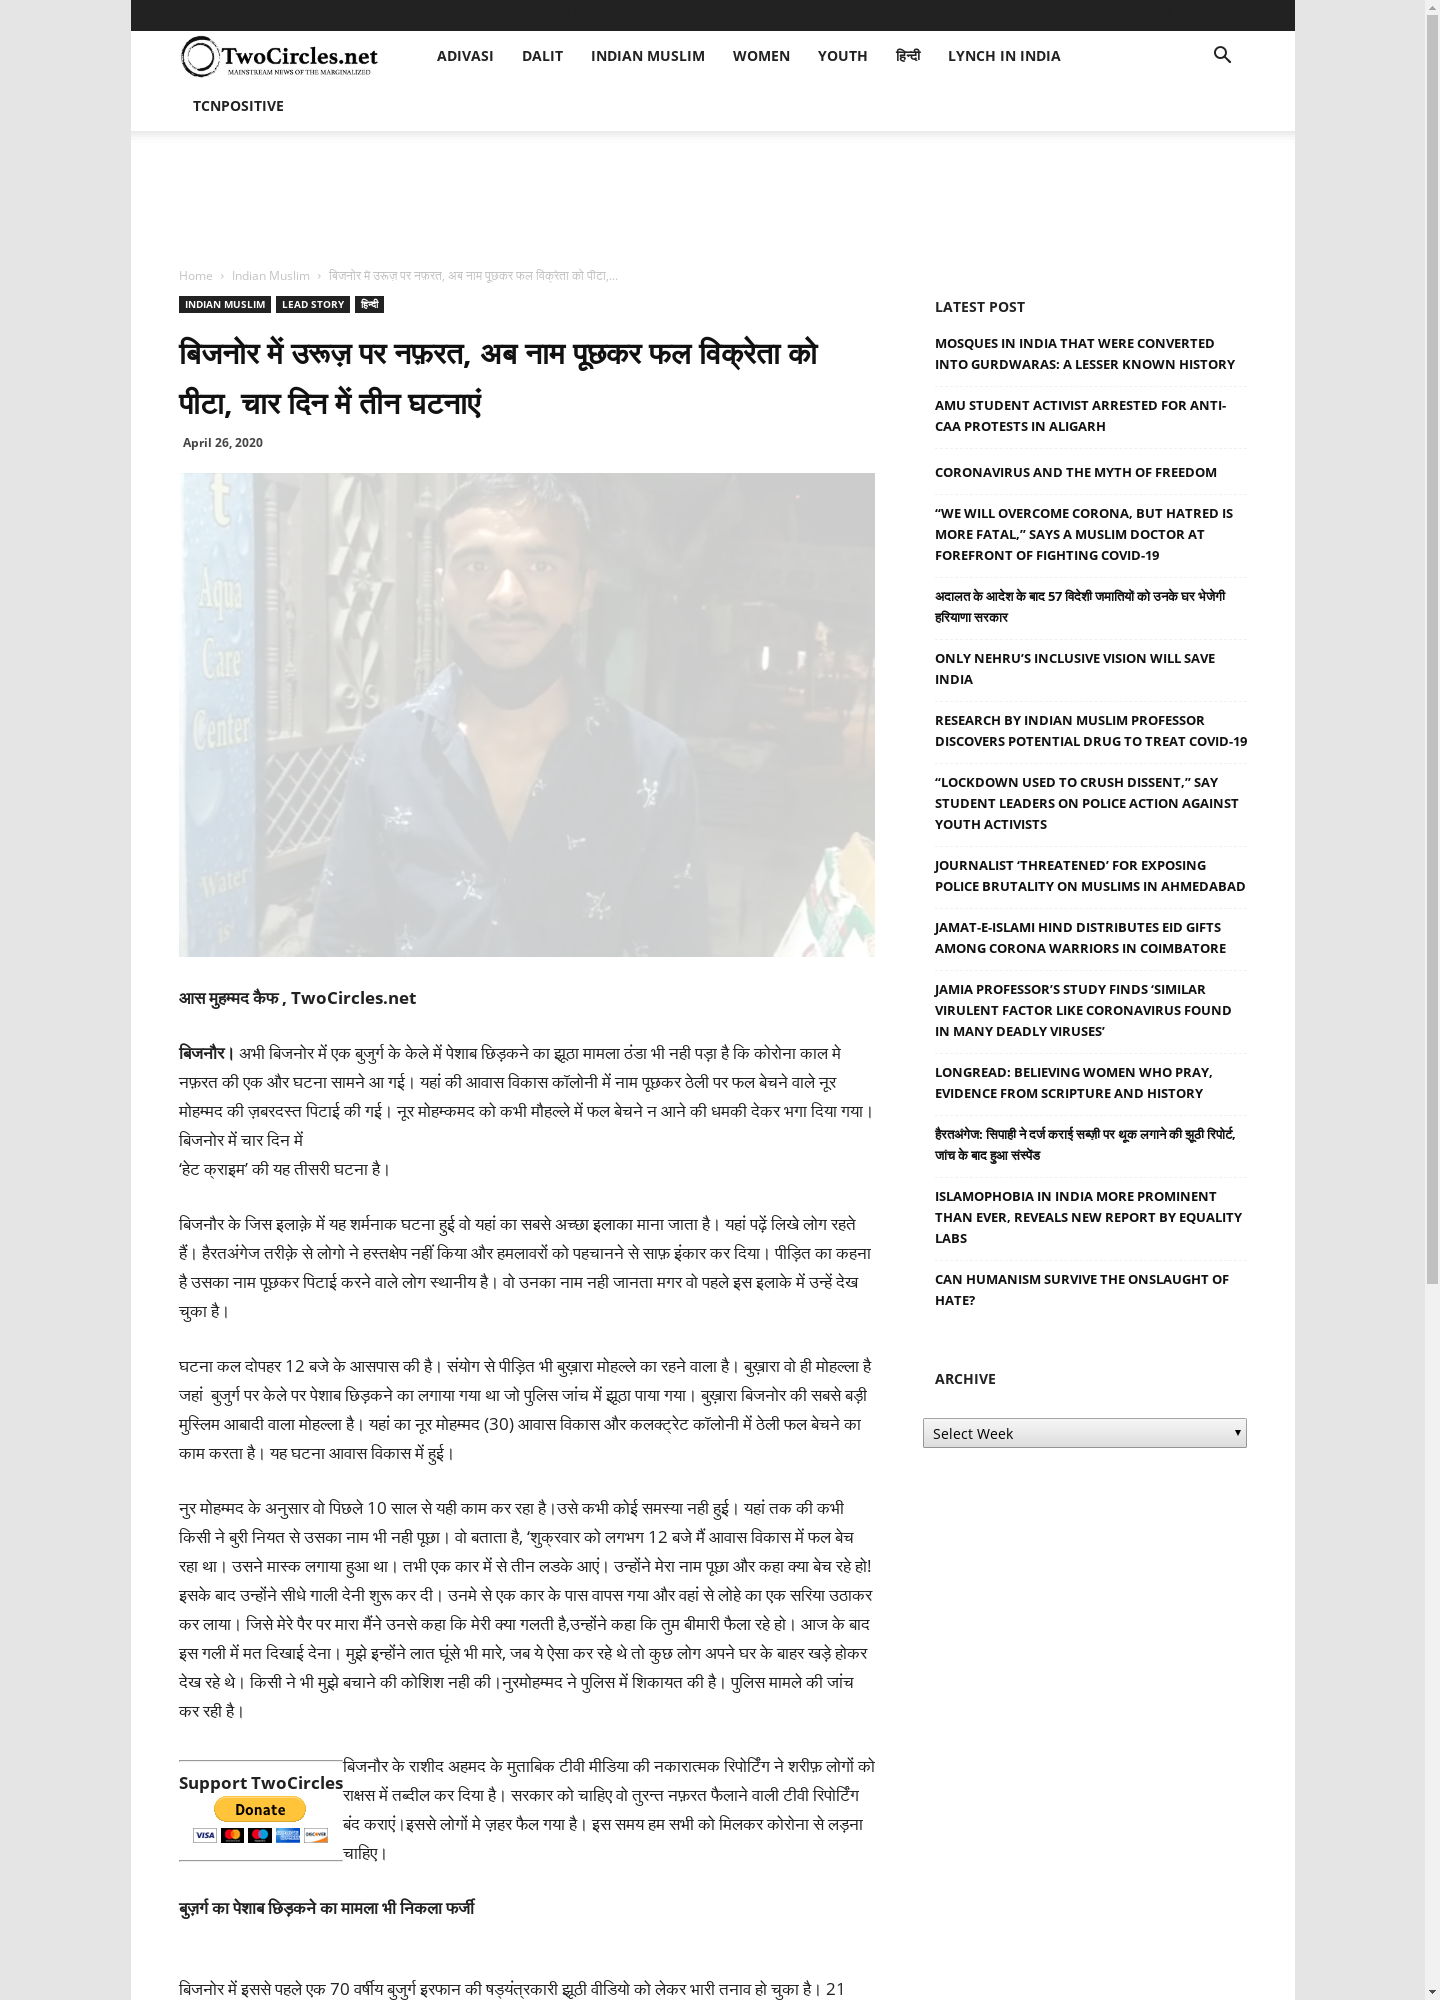 TwoCircles.net
MAINSTREAM NEWS OF THE MARGINALIZED
ADIVASI
DALIT
INDIAN MUSLIM
WOMEN
YOUTH
हिन्दी
LYNCH IN INDIA
TCNPOSITIVE
Home › Indian Muslim › बिजनोर में उरूज़ पर नफ़रत, अब नाम पूछकर फल विक्रेता को पीटा,...
INDIAN MUSLIM
LEAD STORY
हिन्दी
बिजनोर में उरूज़ पर नफ़रत, अब नाम पूछकर फल विक्रेता को
पीटा, चार दिन में तीन घटनाएं
April 26, 2020
t
Aqua
Care
Center
Water
is
आस मुहम्मद कैफ , TwoCircles.net
बिजनौर। अभी बिजनोर में एक बुजुर्ग के केले में पेशाब छिड़कने का झूठा मामला ठंडा भी नही पड़ा है कि कोरोना काल मे
नफ़रत की एक और घटना सामने आ गई। यहां की आवास विकास कॉलोनी में नाम पूछकर ठेली पर फल बेचने वाले नूर
मोहम्मद की ज़बरदस्त पिटाई की गई। नूर मोहम्कमद को कभी मौहल्ले में फल बेचने न आने की धमकी देकर भगा दिया गया।
बिजनोर में चार दिन में
‘हेट क्राइम’ की यह तीसरी घटना है।
बिजनौर के जिस इलाक़े में यह शर्मनाक घटना हुई वो यहां का सबसे अच्छा इलाका माना जाता है। यहां पढ़ें लिखे लोग रहते
हैं। हैरतअंगेज तरीक़े से लोगो ने हस्तक्षेप नहीं किया और हमलावरों को पहचानने से साफ़ इंकार कर दिया। पीड़ित का कहना
है उसका नाम पूछकर पिटाई करने वाले लोग स्थानीय है। वो उनका नाम नही जानता मगर वो पहले इस इलाके में उन्हें देख
चुका है।
घटना कल दोपहर 12 बजे के आसपास की है। संयोग से पीड़ित भी बुख़ारा मोहल्ले का रहने वाला है। बुख़ारा वो ही मोहल्ला है
जहां बुजुर्ग पर केले पर पेशाब छिड़कने का लगाया गया था जो पुलिस जांच में झूठा पाया गया। बुख़ारा बिजनोर की सबसे बड़ी
मुस्लिम आबादी वाला मोहल्ला है। यहां का नूर मोहम्मद (30) आवास विकास और कलक्ट्रेट कॉलोनी में ठेली फल बेचने का
काम करता है। यह घटना आवास विकास में हुई।
नुर मोहम्मद के अनुसार वो पिछले 10 साल से यही काम कर रहा है।उसे कभी कोई समस्या नही हुई। यहां तक की कभी
किसी ने बुरी नियत से उसका नाम भी नही पूछा। वो बताता है, ‘शुक्रवार को लगभग 12 बजे मैं आवास विकास में फल बेच
रहा था। उसने मास्क लगाया हुआ था। तभी एक कार में से तीन लडके आएं। उन्होंने मेरा नाम पूछा और कहा क्या बेच रहे हो!
इसके बाद उन्होंने सीधे गाली देनी शुरू कर दी। उनमे से एक कार के पास वापस गया और वहां से लोहे का एक सरिया उठाकर
कर लाया। जिसे मेरे पैर पर मारा मैंने उनसे कहा कि मेरी क्या गलती है,उन्होंने कहा कि तुम बीमारी फैला रहे हो। आज के बाद
इस गली में मत दिखाई देना। मुझे इन्होंने लात घूंसे भी मारे, जब ये ऐसा कर रहे थे तो कुछ लोग अपने घर के बाहर खड़े होकर
देख रहे थे। किसी ने भी मुझे बचाने की कोशिश नही की।नुरमोहम्मद ने पुलिस में शिकायत की है। पुलिस मामले की जांच
कर रही है।
Support TwoCircles
Donate
VISA
DISCOVER
बिजनौर के राशीद अहमद के मुताबिक टीवी मीडिया की नकारात्मक रिपोर्टिंग ने शरीफ़ लोगों को
राक्षस में तब्दील कर दिया है। सरकार को चाहिए वो तुरन्त नफ़रत फैलाने वाली टीवी रिपोर्टिंग
बंद कराएं।इससे लोगों मे ज़हर फैल गया है। इस समय हम सभी को मिलकर कोरोना से लड़ना
चाहिए।
बुज़र्ग का पेशाब छिड़कने का मामला भी निकला फर्जी
बिजनोर में इससे पहले एक 70 वर्षीय बुजुर्ग इरफान की षड्यंत्रकारी झूठी वीडियो को लेकर भारी तनाव हो चुका है। 21
LATEST POST
MOSQUES IN INDIA THAT WERE CONVERTED
INTO GURDWARAS: A LESSER KNOWN HISTORY
AMU STUDENT ACTIVIST ARRESTED FOR ANTI-
CAA PROTESTS IN ALIGARH
CORONAVIRUS AND THE MYTH OF FREEDOM
“WE WILL OVERCOME CORONA, BUT HATRED IS
MORE FATAL,” SAYS A MUSLIM DOCTOR AT
FOREFRONT OF FIGHTING COVID-19
अदालत के आदेश के बाद 57 विदेशी जमातियों को उनके घर भेजेगी
हरियाणा सरकार
ONLY NEHRU’S INCLUSIVE VISION WILL SAVE
INDIA
RESEARCH BY INDIAN MUSLIM PROFESSOR
DISCOVERS POTENTIAL DRUG TO TREAT COVID-19
“LOCKDOWN USED TO CRUSH DISSENT,” SAY
STUDENT LEADERS ON POLICE ACTION AGAINST
YOUTH ACTIVISTS
JOURNALIST ‘THREATENED’ FOR EXPOSING
POLICE BRUTALITY ON MUSLIMS IN AHMEDABAD
JAMAT-E-ISLAMI HIND DISTRIBUTES EID GIFTS
AMONG CORONA WARRIORS IN COIMBATORE
JAMIA PROFESSOR’S STUDY FINDS ‘SIMILAR
VIRULENT FACTOR LIKE CORONAVIRUS FOUND
IN MANY DEADLY VIRUSES’
LONGREAD: BELIEVING WOMEN WHO PRAY,
EVIDENCE FROM SCRIPTURE AND HISTORY
हैरतअंगेज: सिपाही ने दर्ज कराई सब्ज़ी पर थूक लगाने की झूठी रिपोर्ट,
जांच के बाद हुआ संस्पेंड
ISLAMOPHOBIA IN INDIA MORE PROMINENT
THAN EVER, REVEALS NEW REPORT BY EQUALITY
LABS
CAN HUMANISM SURVIVE THE ONSLAUGHT OF
HATE?
ARCHIVE
Select Week